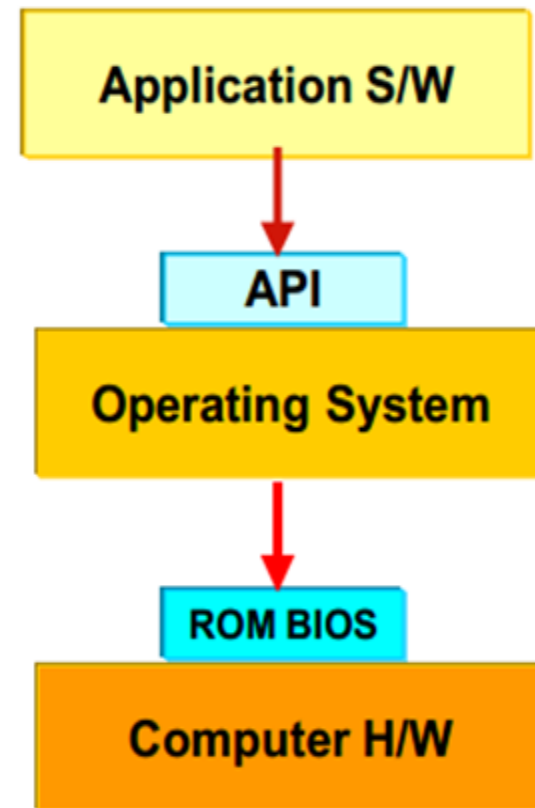 Application S/W
API
Operating System
ROM BIOS
Computer H/W